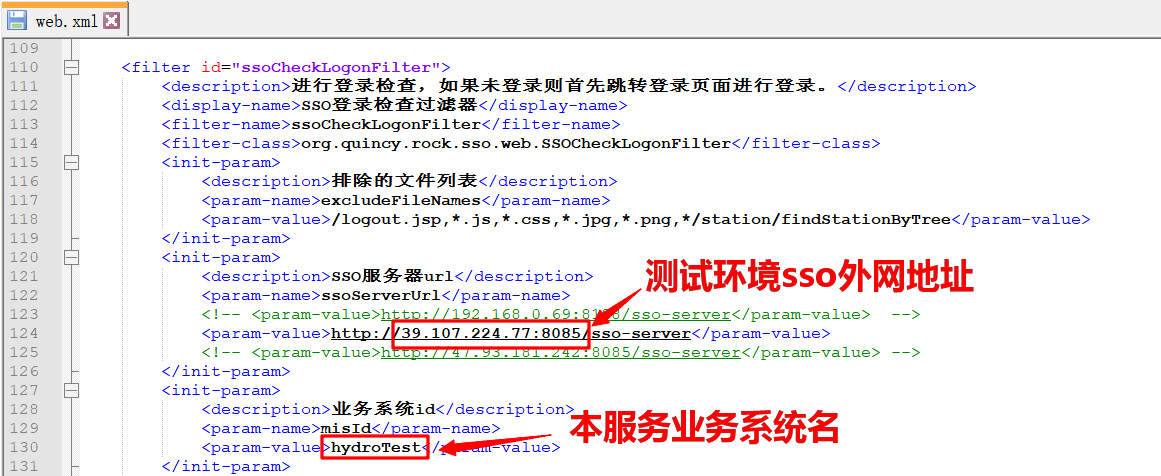 web.xml
109
110 <filter id="ssoCheckLogonFilter">
111 <description>进行登录检查，如果未登录则首先跳转登录页面进行登录。</description>
112 <display-name>SSO登录检查过滤器</display-name>
113 <filter-name>ssoCheckLogonFilter</filter-name>
114 <filter-class>org.quincy.rock.sso.web.SSOCheckLogonFilter</filter-class>
115 <init-param>
116 <description>排除的文件列表</description>
117 <param-name>excludeFileNames</param-name>
118 <param-value>/logout.jsp,*.js,*.css,*.jpg,*.png,*/station/findStationByTree</param-value>
119 </init-param>
120 <init-param>
121 <description>SSO服务器url</description>
测试环境sso外网地址
122 <param-name>ssoServerUrl</param-name>
123 <!-- <param-value>/sso-server</param-value> -->
124 <param-value>http://39.107.224.77:8085/sso-server</param-value>
125 <!-- <param-value>http://47.93.181.242:8085/sso-server</param-value> -->
126 </init-param>
127 <init-param>
128 <description>业务系统id</description>
本服务业务系统名
129 <param-name>misId</param-name>
130 <param-value>hydroTest</param-value>
131 </init-param>